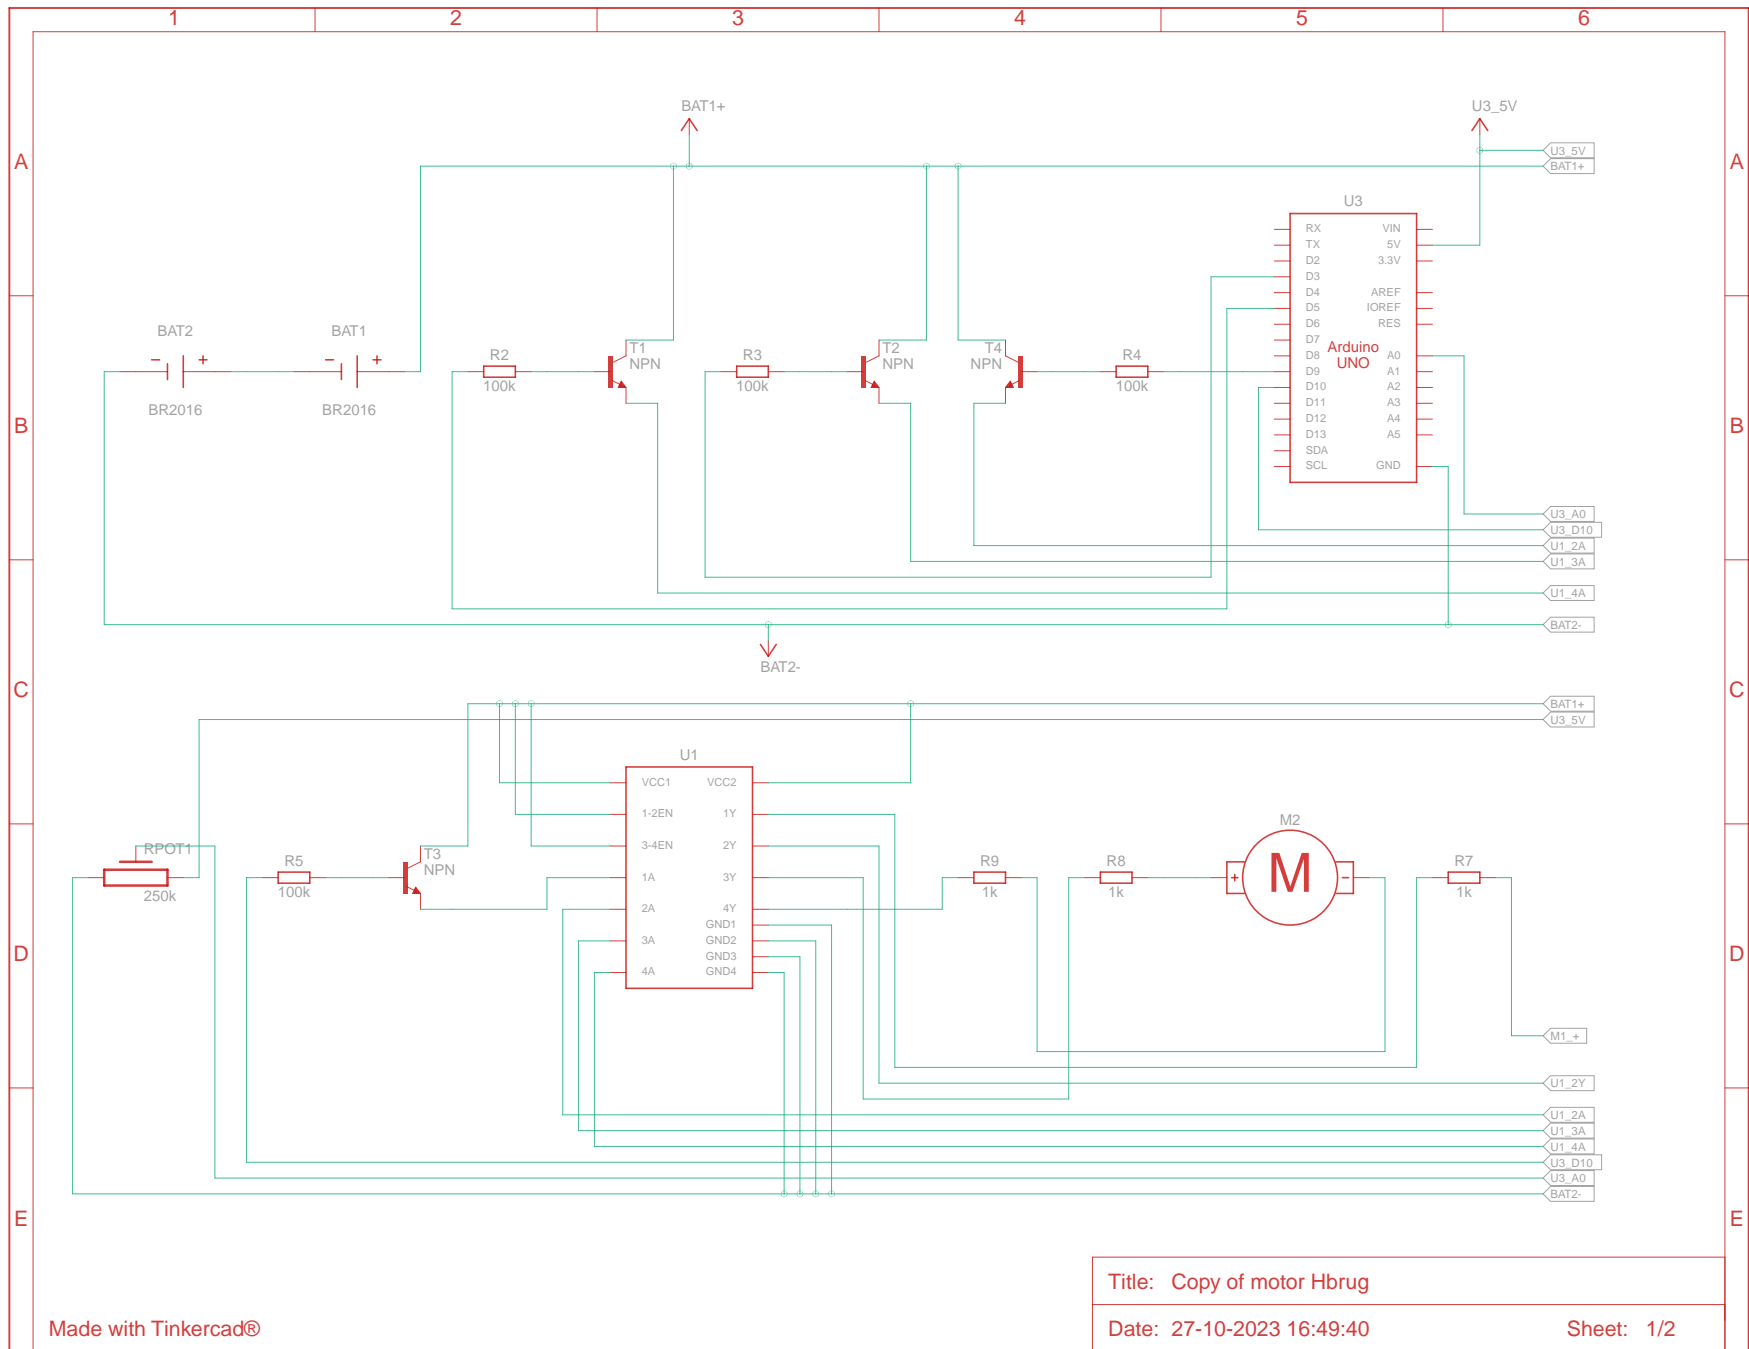 1 2 3 4 5 6
BAT1+ U3_5V
A U3_5V A
BAT1+
U3
RX VIN
TX 5V
D2 3.3V
D3
D4 AREF
D5 IOREF
D6 RES
BAT2 BAT1
D7
- + - +
R2 T1 NPN R3 T2 NPN T4 NPN R4
D8 A0
Arduino
UNO
D9 A1
100k 100k 100k
D10 A2
BR2016 BR2016
D11 A3
D12 A4
B B
D13 A5
SDA
SCL GND
U3_A0
U3_D10
U1_2A
U1_3A
U1_4A
BAT2-
BAT2-
C C
BAT1+
U3_5V
U1
VCC1 VCC2
1-2EN 1Y
M2
3-4EN 2Y
RPOT1
R5 T3 NPN
R9 R8 R7
1A 3Y
+ M -
250k 100k 1k 1k 1k
2A 4Y
GND1
3A GND2
D D
GND3
4A GND4
M1_+
U1_2Y
U1_2A
U1_3A
U1_4A
U3_D10
U3_A0
BAT2-
E E
Title: Copy of motor Hbrug
Made with Tinkercad®
Date: 27-10-2023 16:49:40 Sheet: 1/2